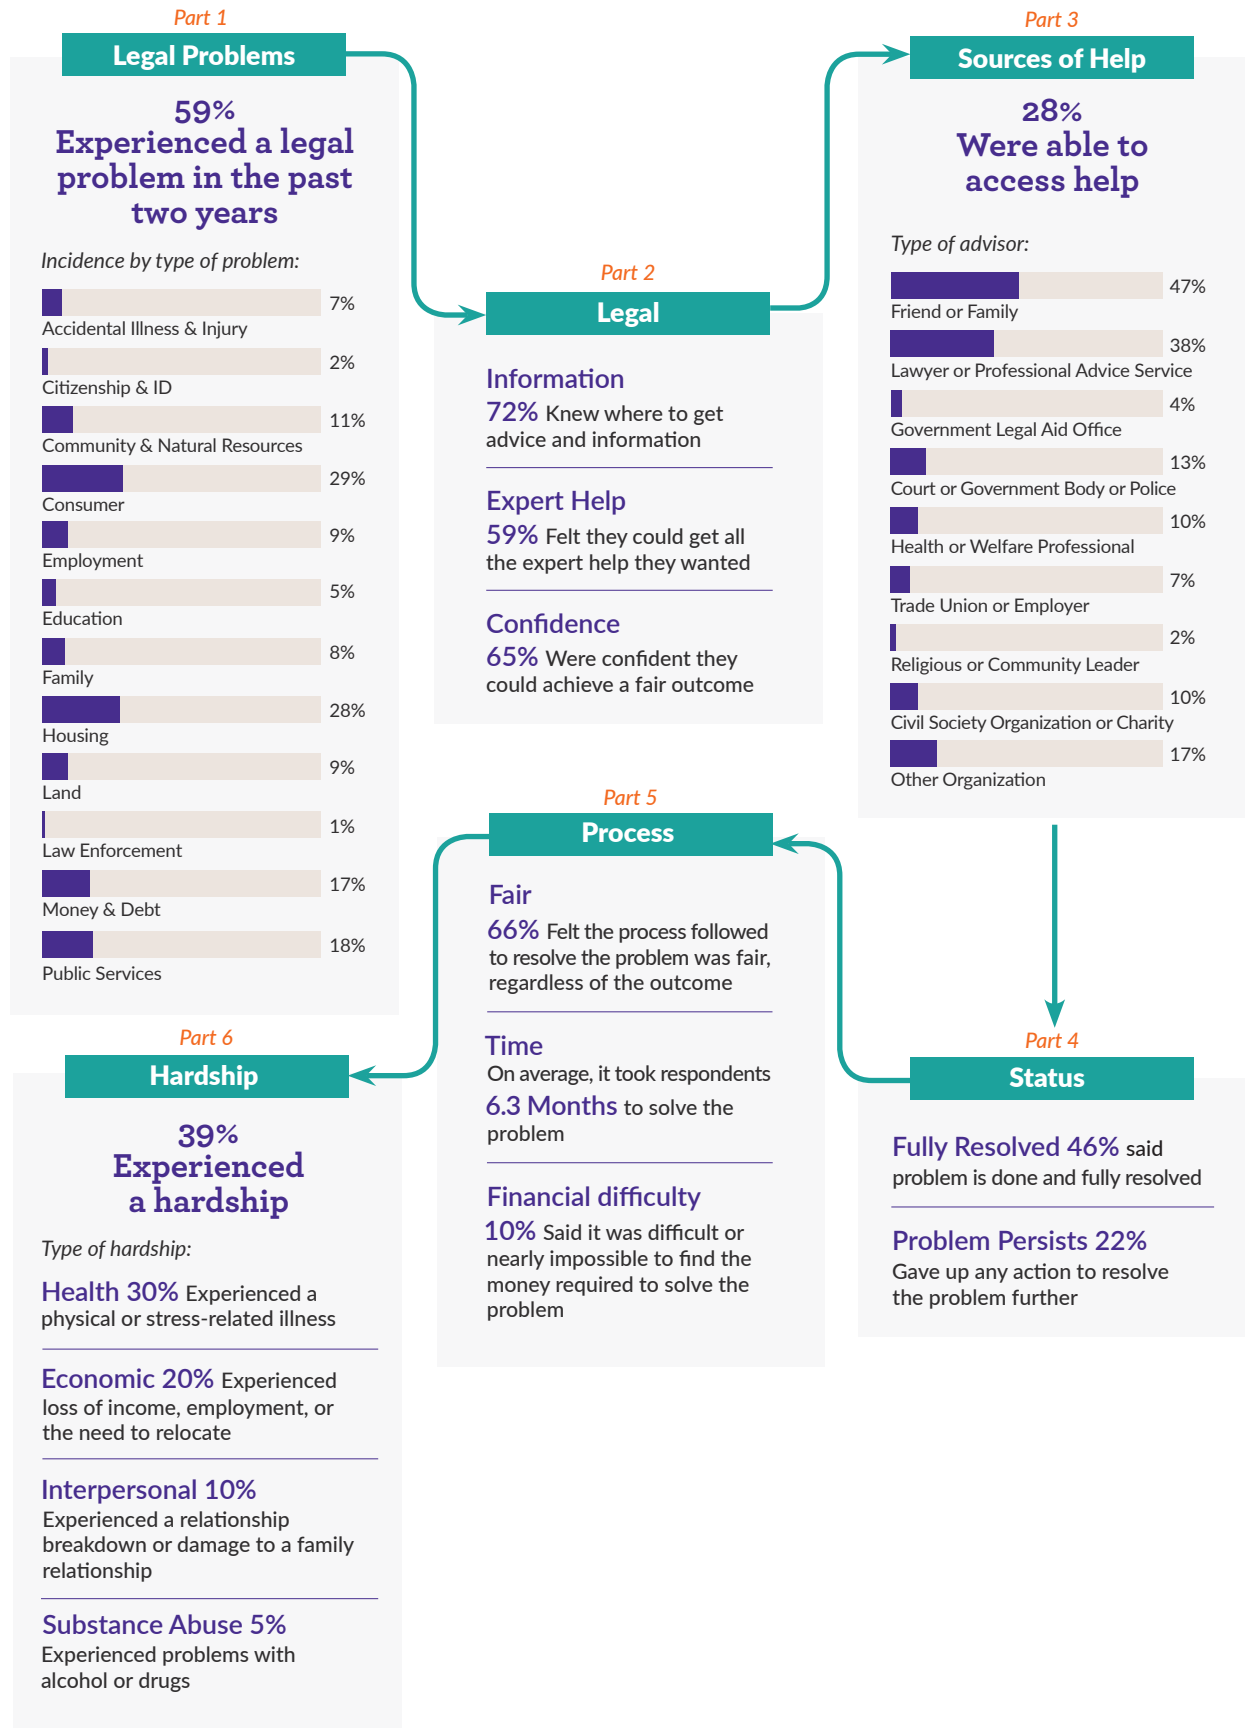 Part 1
Legal Problems
59%
Experienced a legal
problem in the past
two years
Incidence by type of problem:
7%
Accidental Illness & Injury
2%
Citizenship & ID
11%
Community & Natural Resources
29%
Consumer
9%
Employment
5%
Education
8%
Family
28%
Housing
9%
Land
1%
Law Enforcement
17%
Money & Debt
18%
Public Services
Part 2
Legal
Information
72% Knew where to get
advice and information
Expert Help
59% Felt they could get all
the expert help they wanted
Confidence
65% Were confident they
could achieve a fair outcome
Part 3
Sources of Help
28%
Were able to
access help
Type of advisor:
47%
Friend or Family
38%
Lawyer or Professional Advice Service
4%
Government Legal Aid Office
13%
Court or Government Body or Police
10%
Health or Welfare Professional
7%
Trade Union or Employer
2%
Religious or Community Leader
10%
Civil Society Organization or Charity
17%
Other Organization
Part 4
Status
Fully Resolved 46% said
problem is done and fully resolved
Problem Persists 22%
Gave up any action to resolve
the problem further
Part 5
Process
Fair
66% Felt the process followed
to resolve the problem was fair,
regardless of the outcome
Time
On average, it took respondents
6.3 Months to solve the
problem
Financial difficulty
10% Said it was difficult or
nearly impossible to find the
money required to solve the
problem
Part 6
Hardship
39%
Experienced
a hardship
Type of hardship:
Health 30% Experienced a
physical or stress-related illness
Economic 20% Experienced
loss of income, employment, or
the need to relocate
Interpersonal 10%
Experienced a relationship
breakdown or damage to a family
relationship
Substance Abuse 5%
Experienced problems with
alcohol or drugs